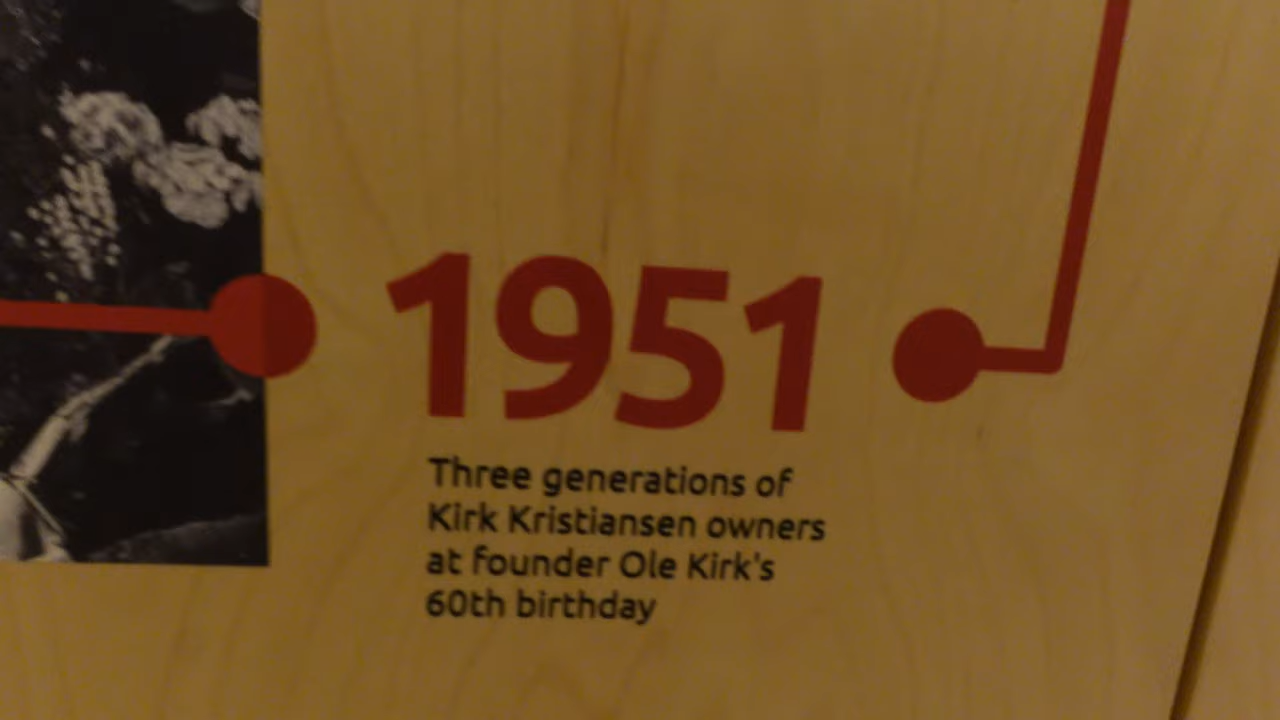 1951
Three generations of
Kirk Kristiansen owners
at founder Ole Kirk's
60th birthday